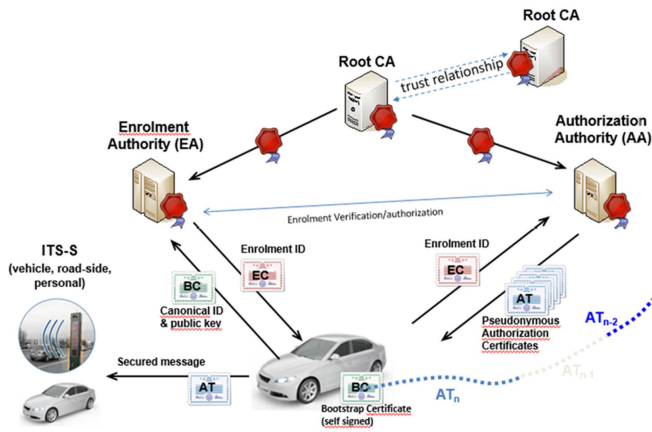 Root CA
Root CA
trust relationship
Enrolment
Authority (EA)
Authorization
Authority (AA)
Enrolment Verification/authorization
ITS-S
(vehicle, road-side,
personal)
Enrolment ID
EC
BC
Canonical ID
& public key
Enrolment ID
EC
AT
Pseudonymous
Authorization
Certificates
ATn-2
ATn-1
ATn
Secured message
AT
BC
Bootstrap Certificate
(self signed)